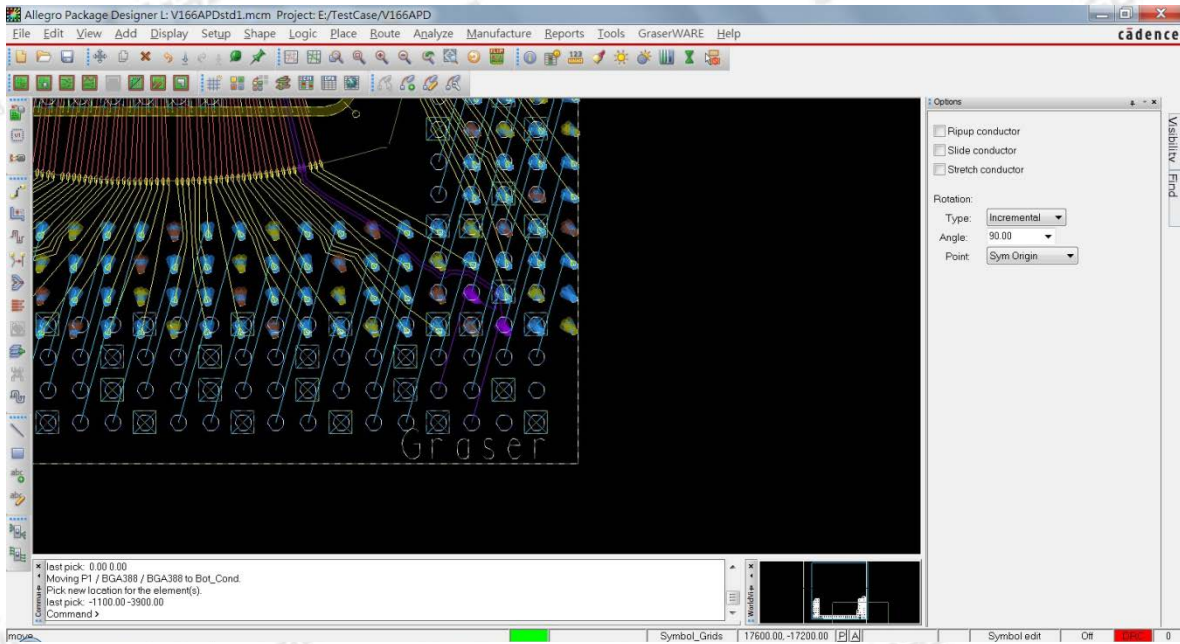 Allegro Package Designer L: V166APDstd1.mcm Project: E:/TestCase/V166APD
File Edit View Add Display Setup Shape Logic Place Route Analyze Manufacture Reports Tools GraserWARE Help
cādence
Options
Ripup conductor
Slide conductor
Stretch conductor
Rotation:
Type: Incremental
Angle: 90.00
Point: Sym Origin
Visibility
Find
Graser
last pick: 0.00 0.00
Moving P1 / BGA388 / BGA388 to Bot_Cond.
Pick new location for the element(s).
last pick: -1100.00 -3900.00
Command >
Command
WorldView
move
Symbol_Grids
17600.00, -17200.00
P A
Symbol edit
Off
DRC
0